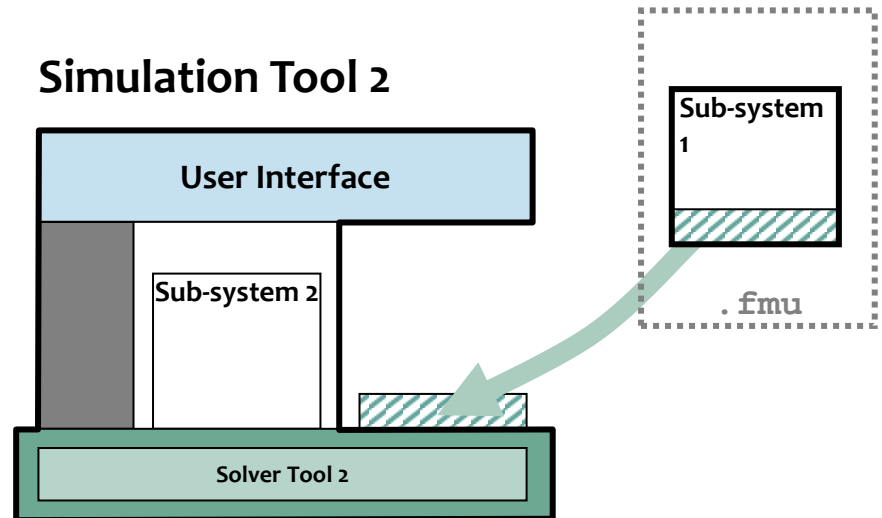 Simulation Tool 2
Sub-system
1
User Interface
Sub-system 2
.fmu
Solver Tool 2